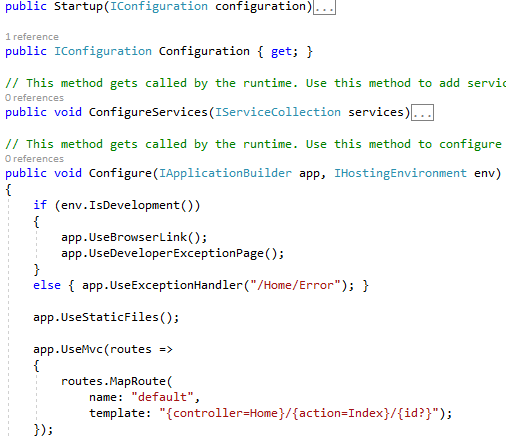 public Startup(IConfiguration configuration)...
1 reference
public IConfiguration Configuration { get; }
// This method gets called by the runtime. Use this method to add servic
0 references
public void ConfigureServices(IServiceCollection services)...
// This method gets called by the runtime. Use this method to configure
0 references
public void Configure(IApplicationBuilder app, IHostingEnvironment env)
{
if (env.IsDevelopment())
{
app.UseBrowserLink();
app.UseDeveloperExceptionPage();
}
else { app.UseExceptionHandler("/Home/Error"); }
app.UseStaticFiles();
app.UseMvc(routes =>
{
routes.MapRoute(
name: "default",
template: "{controller=Home}/{action=Index}/{id?}");
});